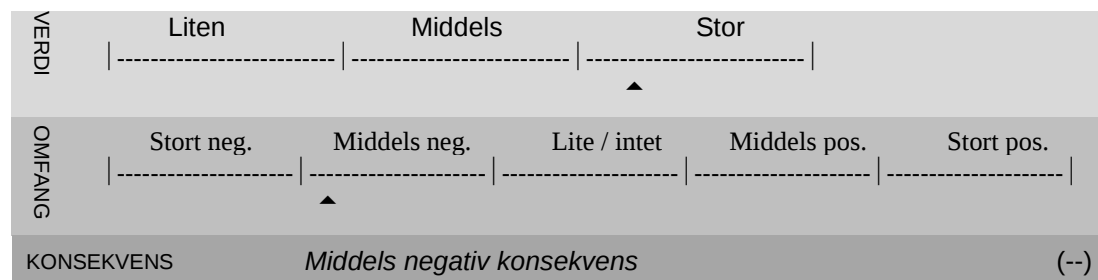 VERDI
Liten Middels Stor
|--------------------------|--------------------------|--------------------------|
OMFANG
Stort neg. Middels neg. Lite / intet Middels pos. Stort pos.
|---------------------|---------------------|---------------------|---------------------|---------------------|
KONSEKVENS Middels negativ konsekvens (--)